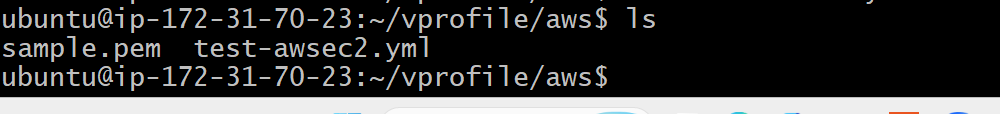 ubuntu@ip-172-31-70-23:~/vprofile/aws$ ls
sample.pem  test-awsec2.yml
ubuntu@ip-172-31-70-23:~/vprofile/aws$